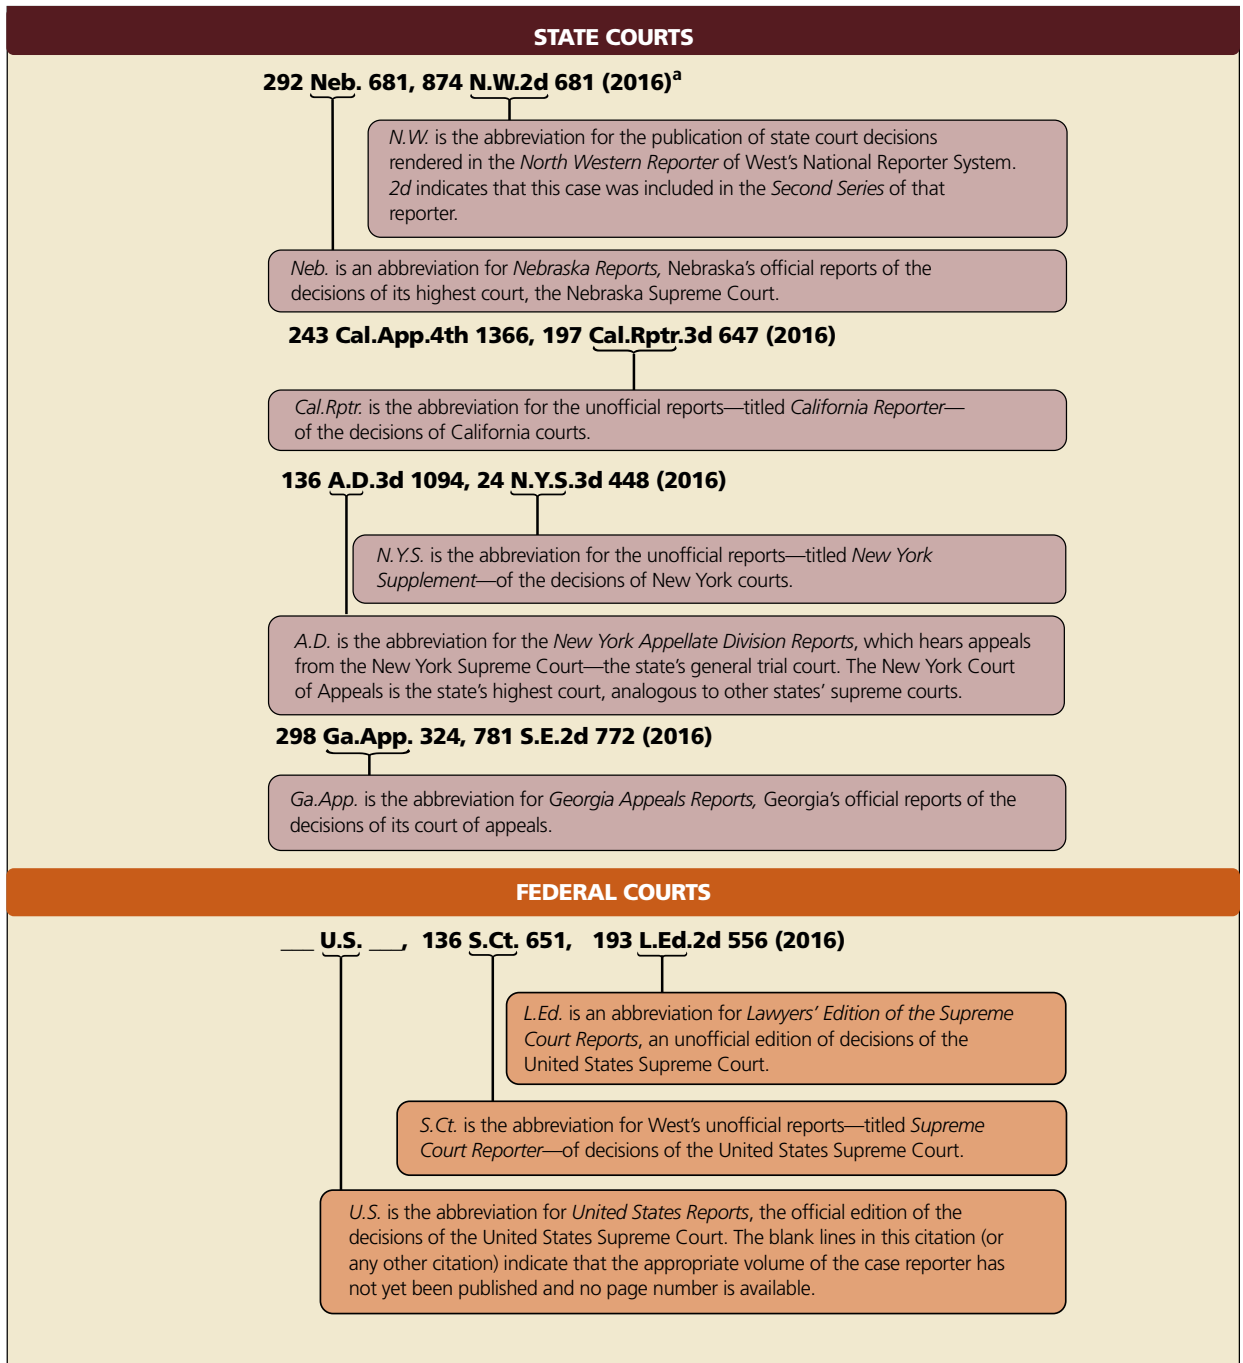 STATE COURTS
292 Neb. 681, 874 N.W.2d 681 (2016)a
N.W. is the abbreviation for the publication of state court decisions
rendered in the North Western Reporter of West's National Reporter System.
2d indicates that this case was included in the Second Series of that
reporter.
Neb. is an abbreviation for Nebraska Reports, Nebraska's official reports of the
decisions of its highest court, the Nebraska Supreme Court.
243 Cal.App.4th 1366, 197 Cal.Rptr.3d 647 (2016)
Cal.Rptr. is the abbreviation for the unofficial reports—titled California Reporter—
of the decisions of California courts.
136 A.D.3d 1094, 24 N.Y.S.3d 448 (2016)
N.Y.S. is the abbreviation for the unofficial reports—titled New York
Supplement—of the decisions of New York courts.
A.D. is the abbreviation for the New York Appellate Division Reports, which hears appeals
from the New York Supreme Court—the state's general trial court. The New York Court
of Appeals is the state's highest court, analogous to other states' supreme courts.
298 Ga.App. 324, 781 S.E.2d 772 (2016)
Ga.App. is the abbreviation for Georgia Appeals Reports, Georgia's official reports of the
decisions of its court of appeals.
FEDERAL COURTS
___ U.S. ___, 136 S.Ct. 651, 193 L.Ed.2d 556 (2016)
L.Ed. is an abbreviation for Lawyers' Edition of the Supreme
Court Reports, an unofficial edition of decisions of the
United States Supreme Court.
S.Ct. is the abbreviation for West's unofficial reports—titled Supreme
Court Reporter—of decisions of the United States Supreme Court.
U.S. is the abbreviation for United States Reports, the official edition of the
decisions of the United States Supreme Court. The blank lines in this citation (or
any other citation) indicate that the appropriate volume of the case reporter has
not yet been published and no page number is available.